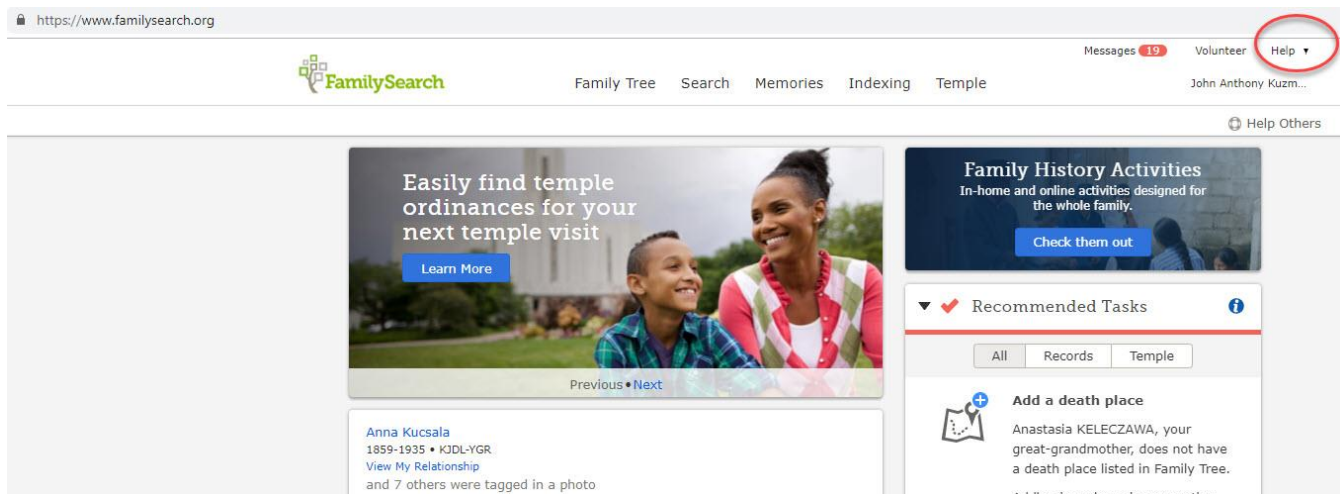 https://www.familysearch.org
Messages 19 Volunteer Help ▼
FamilySearch
Family Tree Search Memories Indexing Temple
John Anthony Kuzm...
Help Others
Easily find temple
ordinances for your
next temple visit
Learn More
Previous•Next
Family History Activities
In-home and online activities designed for
the whole family.
Check them out
Recommended Tasks
All Records Temple
Add a death place
Anastasia KELECZAWA, your
great-grandmother, does not have
a death place listed in Family Tree.
Anna Kucsala
1859-1935 • KJDL-YGR
View My Relationship
and 7 others were tagged in a photo